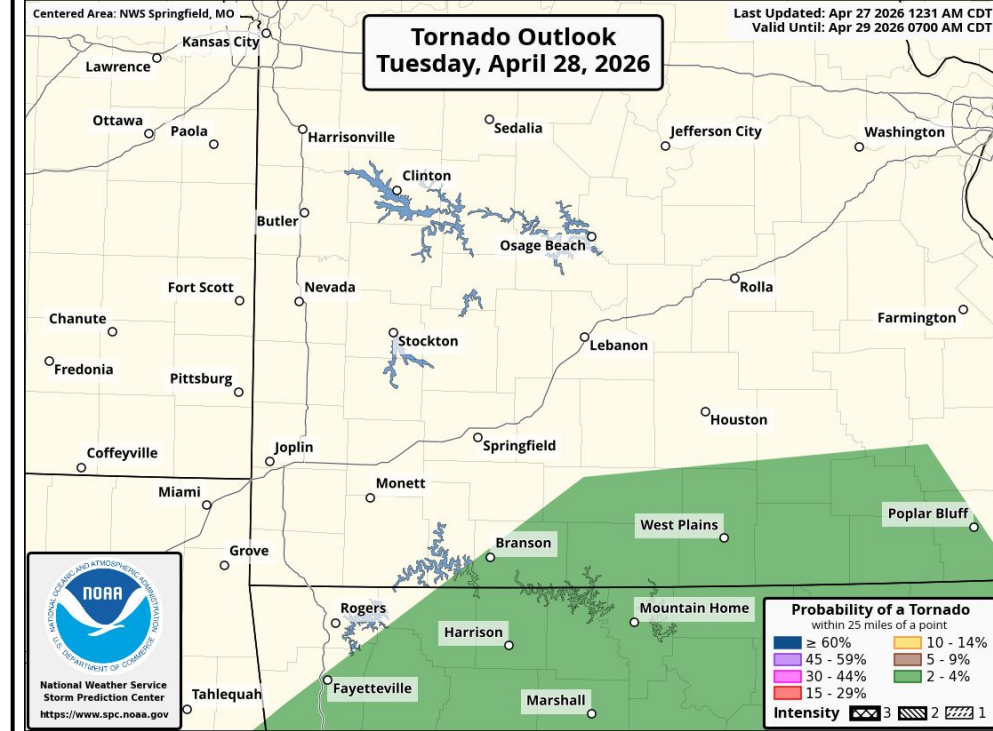 Centered Area: NWS Springfield, MO
Last Updated: Apr 27 2026 1231 AM CDT
Valid Until: Apr 29 2026 0700 AM CDT
Tornado Outlook
Tuesday, April 28, 2026
Kansas City
Lawrence
Ottawa
Paola
Harrisonville
Sedalia
Jefferson City
Washington
Clinton
Butler
Osage Beach
Fort Scott
Nevada
Rolla
Chanute
Farmington
Stockton
Lebanon
Fredonia
Pittsburg
Houston
Springfield
Coffeyville
Joplin
Miami
Monett
West Plains
Poplar Bluff
Grove
Branson
Rogers
Mountain Home
Harrison
Fayetteville
Tahlequah
Marshall
NATIONAL OCEANIC AND ATMOSPHERIC ADMINISTRATION
NOAA
U.S. DEPARTMENT OF COMMERCE
National Weather Service
Storm Prediction Center
https://www.spc.noaa.gov
Probability of a Tornado
within 25 miles of a point
≥ 60%
10 - 14%
45 - 59%
5 - 9%
30 - 44%
2 - 4%
15 - 29%
Intensity 3 2 1